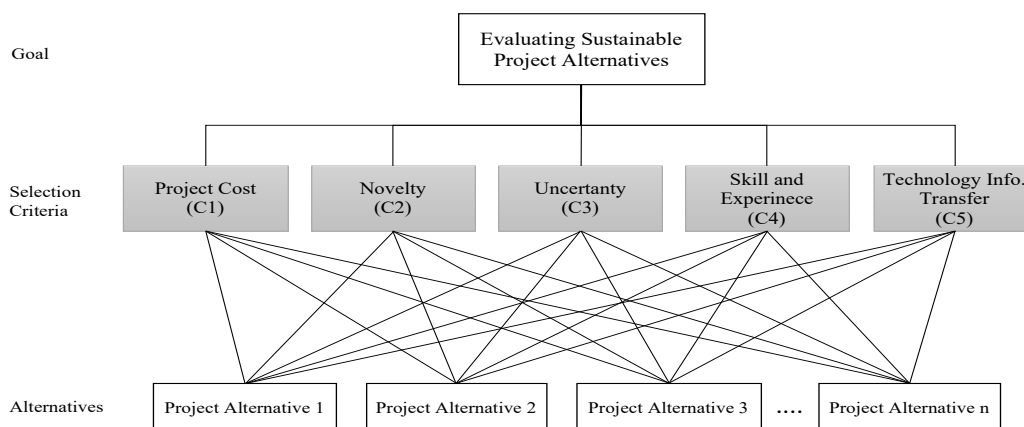 Goal
Evaluating Sustainable
Project Alternatives
Selection
Criteria
Project Cost
(C1)
Novelty
(C2)
Uncertanty
(C3)
Skill and
Experinece
(C4)
Technology Info.
Transfer
(C5)
Alternatives
Project Alternative 1
Project Alternative 2
Project Alternative 3
....
Project Alternative n